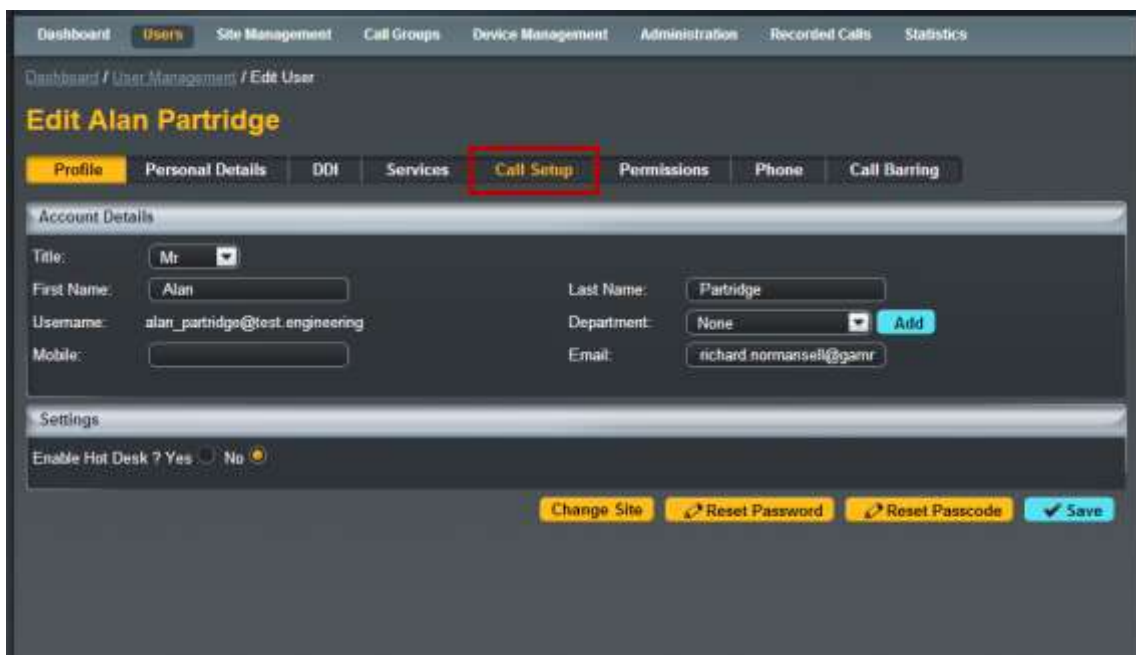 Dashboard Users Site Management Call Groups Device Management Administration Recorded Calls Statistics
Dashboard / User Management / Edit User
Edit Alan Partridge
Profile Personal Details DDI Services Call Setup Permissions Phone Call Barring
Account Details
Title: Mr
First Name: Alan Last Name: Partridge
Username: alan_partridge@test.engineering Department: None Add
Mobile: Email: richard.normansell@gamr
Settings
Enable Hot Desk ? Yes No
Change Site Reset Password Reset Passcode Save